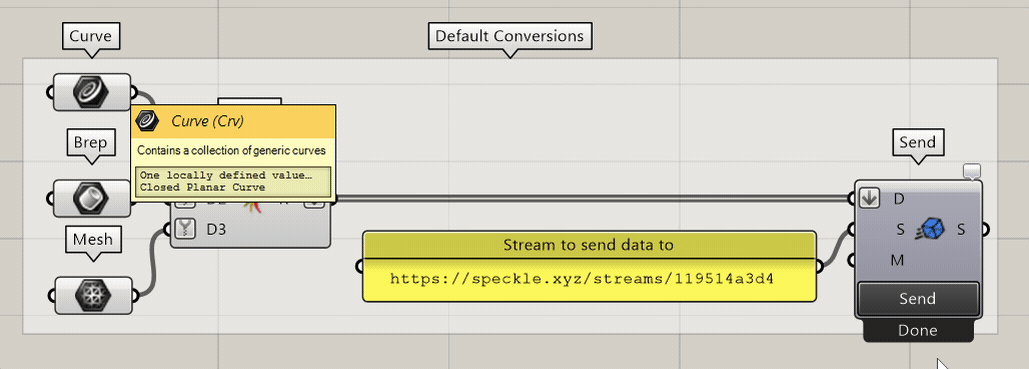 Curve
Default Conversions
Curve (Crv)
Contains a collection of generic curves
One locally defined value…
Closed Planar Curve
Brep
Send
D
D3
S
S
M
Mesh
Stream to send data to
https://speckle.xyz/streams/119514a3d4
Send
Done